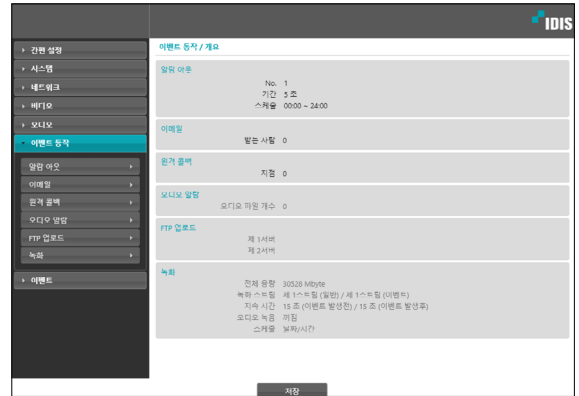 IDIS
간편 설정
시스템
네트워크
비디오
오디오
이벤트 동작
알람 아웃
이메일
원격 콜백
오디오 알람
FTP 업로드
녹화
이벤트
이벤트 동작 / 개요
알람 아웃
No. 1
기간 5 초
스케줄 00:00 ~ 24:00
이메일
받는 사람 0
원격 콜백
지점 0
오디오 알람
오디오 파일 개수 0
FTP 업로드
제 1서버
제 2서버
녹화
전체 용량 30528 Mbyte
녹화 스트림 제 1스트림 (일반) / 제 1스트림 (이벤트)
지속 시간 15 초 (이벤트 발생전) / 15 초 (이벤트 발생후)
오디오 녹음 꺼짐
스케줄 날짜/시간
저장